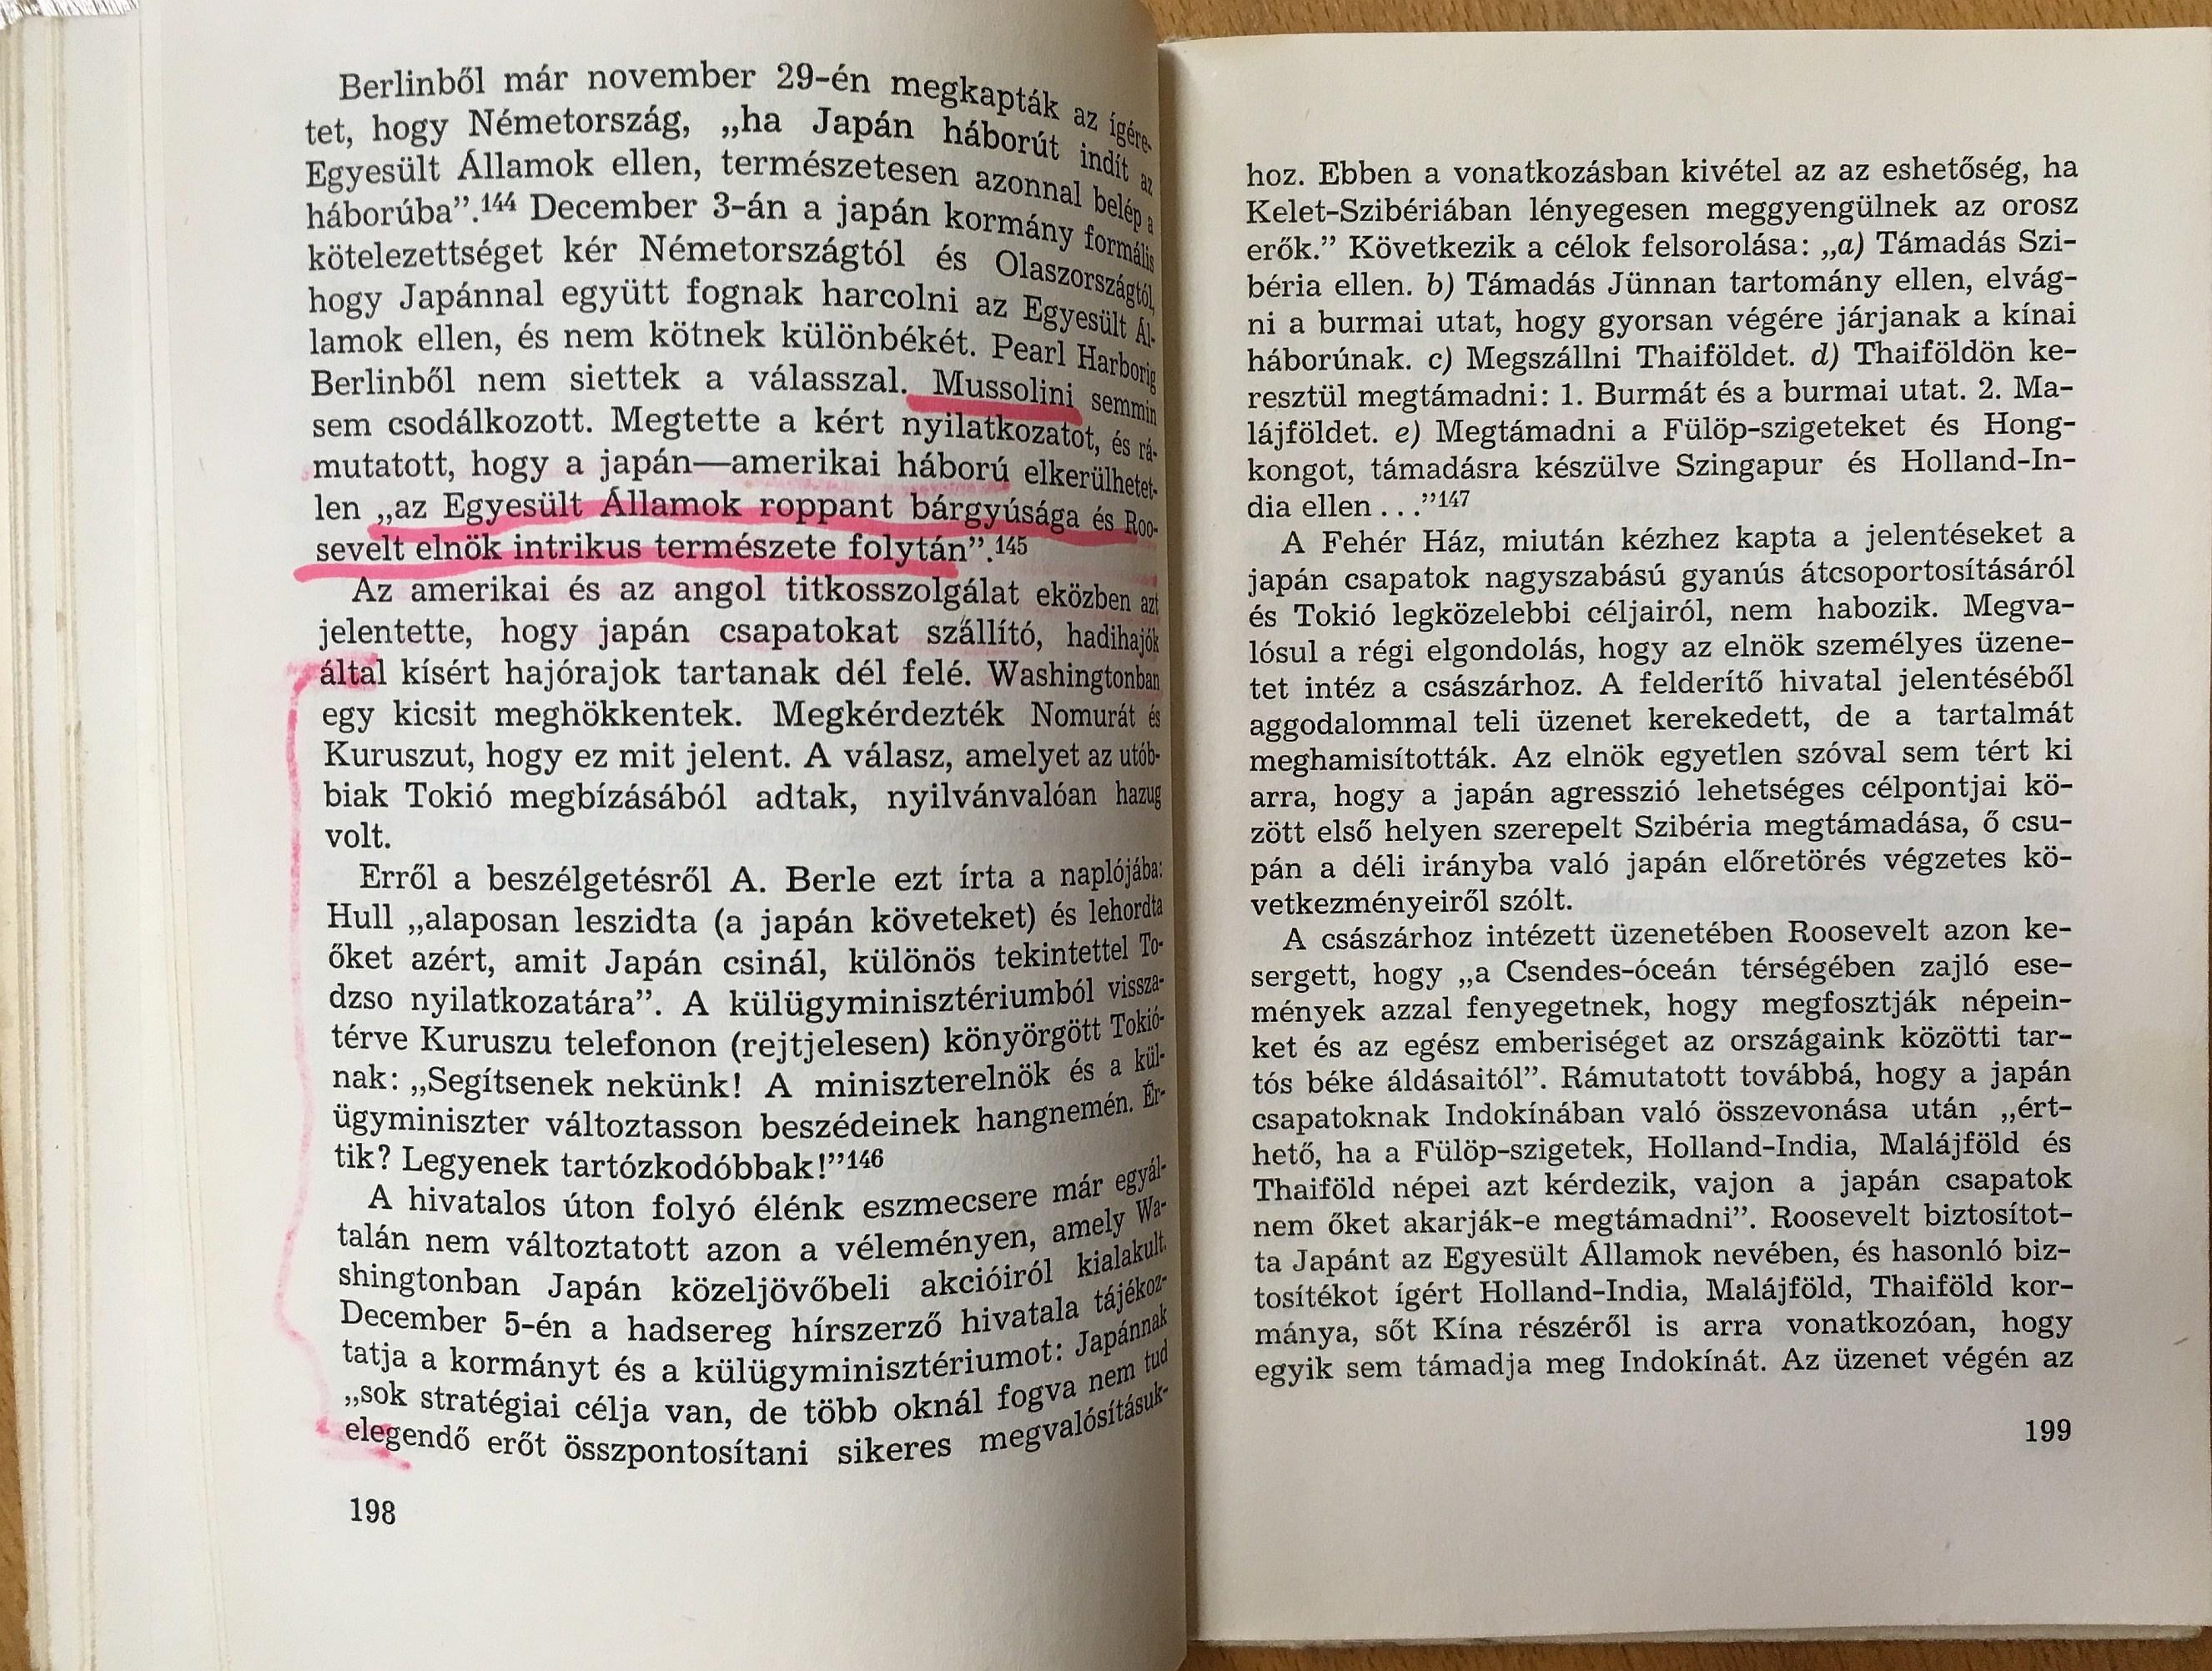 Berlinből már november 29-én megkapták az ígére-
tet, hogy Németország, „ha Japán háborút indít az
Egyesült Államok ellen, természetesen azonnal belép a
háborúba”.¹⁴⁴ December 3-án a japán kormány formális
kötelezettséget kér Németországtól és Olaszországtól,
hogy Japánnal együtt fognak harcolni az Egyesült Ál-
lamok ellen, és nem kötnek különbékét. Pearl Harborig
Berlinből nem siettek a válasszal. Mussolini semmin
sem csodálkozott. Megtette a kért nyilatkozatot, és rá-
mutatott, hogy a japán—amerikai háború elkerülhetet-
len „az Egyesült Államok roppant bárgyúsága és Roo-
sevelt elnök intrikus természete folytán”.¹⁴⁵
Az amerikai és az angol titkosszolgálat eközben azt
jelentette, hogy japán csapatokat szállító, hadihajók
által kísért hajórajok tartanak dél felé. Washingtonban
egy kicsit meghökkentek. Megkérdezték Nomurát és
Kuruszut, hogy ez mit jelent. A válasz, amelyet az utób-
biak Tokió megbízásából adtak, nyilvánvalóan hazug
volt.
Erről a beszélgetésről A. Berle ezt írta a naplójába:
Hull „alaposan leszidta (a japán követeket) és lehordta
őket azért, amit Japán csinál, különös tekintettel To-
dzso nyilatkozatára”. A külügyminisztériumból vissza-
térve Kuruszu telefonon (rejtjelesen) könyörgött Tokió-
nak: „Segítsenek nekünk! A miniszterelnök és a kül-
ügyminiszter változtasson beszédeinek hangnemén. Ér-
tik? Legyenek tartózkodóbbak!”¹⁴⁶
A hivatalos úton folyó élénk eszmecsere már egyál-
talán nem változtatott azon a véleményen, amely Wa-
shingtonban Japán közeljövőbeli akcióiról kialakult.
December 5-én a hadsereg hírszerző hivatala tájékoz-
tatja a kormányt és a külügyminisztériumot: Japánnak
„sok stratégiai célja van, de több oknál fogva nem tud
elegendő erőt összpontosítani sikeres megvalósításuk-
198
hoz. Ebben a vonatkozásban kivétel az az eshetőség, ha
Kelet-Szibériában lényegesen meggyengülnek az orosz
erők.” Következik a célok felsorolása: „a) Támadás Szi-
béria ellen. b) Támadás Jünnan tartomány ellen, elvág-
ni a burmai utat, hogy gyorsan végére járjanak a kínai
háborúnak. c) Megszállni Thaiföldet. d) Thaiföldön ke-
resztül megtámadni: 1. Burmát és a burmai utat. 2. Ma-
lájföldet. e) Megtámadni a Fülöp-szigeteket és Hong-
kongot, támadásra készülve Szingapur és Holland-In-
dia ellen . . .”¹⁴⁷
A Fehér Ház, miután kézhez kapta a jelentéseket a
japán csapatok nagyszabású gyanús átcsoportosításáról
és Tokió legközelebbi céljairól, nem habozik. Megva-
lósul a régi elgondolás, hogy az elnök személyes üzene-
tet intéz a császárhoz. A felderítő hivatal jelentéséből
aggodalommal teli üzenet kerekedett, de a tartalmát
meghamisították. Az elnök egyetlen szóval sem tért ki
arra, hogy a japán agresszió lehetséges célpontjai kö-
zött első helyen szerepelt Szibéria megtámadása, ő csu-
pán a déli irányba való japán előretörés végzetes kö-
vetkezményeiről szólt.
A császárhoz intézett üzenetében Roosevelt azon ke-
sergett, hogy „a Csendes-óceán térségében zajló ese-
mények azzal fenyegetnek, hogy megfosztják népein-
ket és az egész emberiséget az országaink közötti tar-
tós béke áldásaitól”. Rámutatott továbbá, hogy a japán
csapatoknak Indokínában való összevonása után „ért-
hető, ha a Fülöp-szigetek, Holland-India, Malájföld és
Thaiföld népei azt kérdezik, vajon a japán csapatok
nem őket akarják-e megtámadni”. Roosevelt biztosítot-
ta Japánt az Egyesült Államok nevében, és hasonló biz-
tosítékot ígért Holland-India, Malájföld, Thaiföld kor-
mánya, sőt Kína részéről is arra vonatkozóan, hogy
egyik sem támadja meg Indokínát. Az üzenet végén az
199